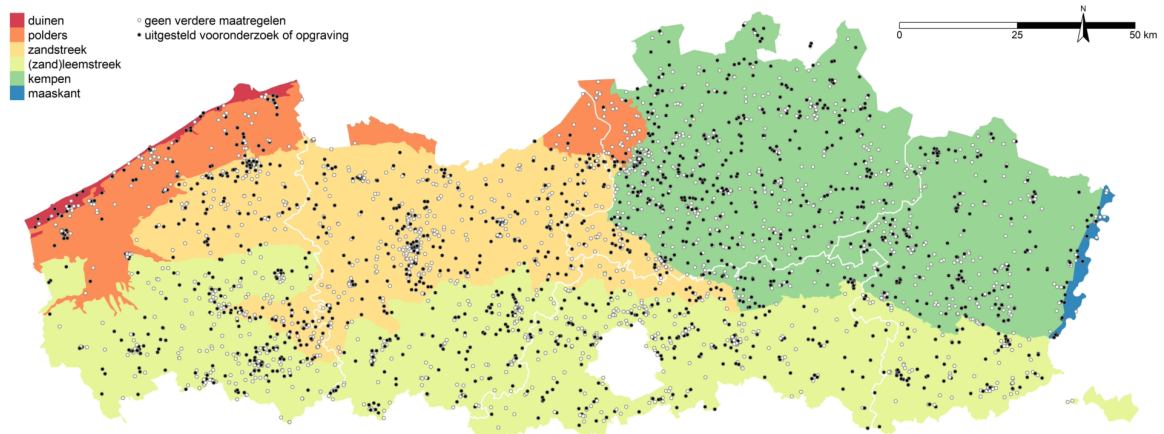 duinen
polders
zandstreek
(zand)leemstreek
kempen
maaskant
geen verdere maatregelen
uitgesteld vooronderzoek of opgraving
N
0 25 50 km